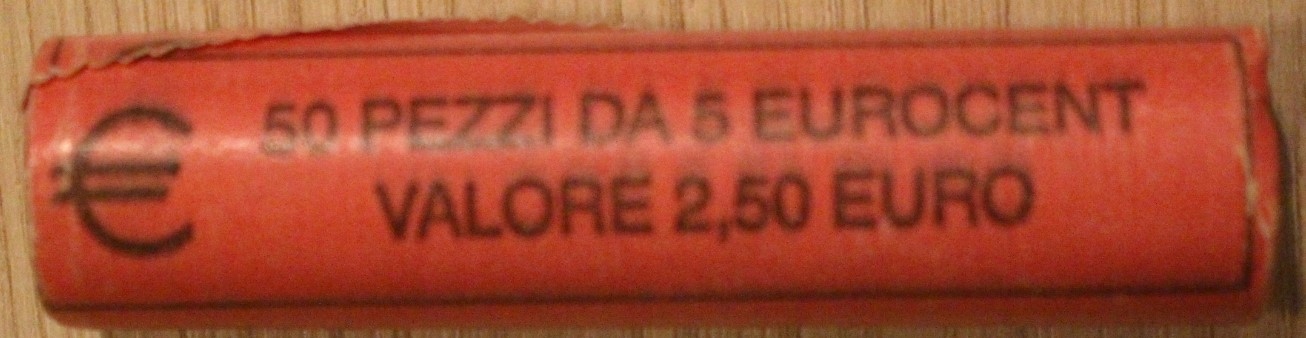 €
50 PEZZI DA 5 EUROCENT
VALORE 2,50 EURO